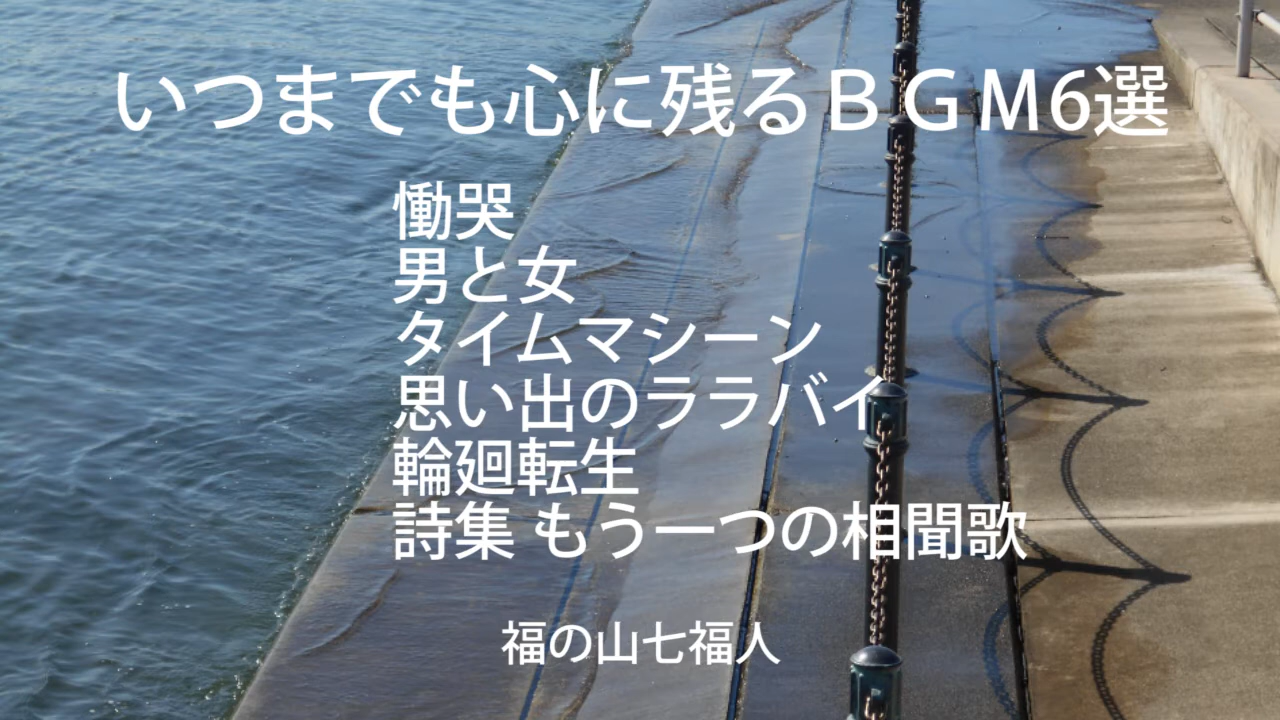 いつまでも心に残るＢＧＭ6選
慟哭
男と女
タイムマシーン
思い出のララバイ
輪廻転生
詩集 もう一つの相聞歌
福の山七福人